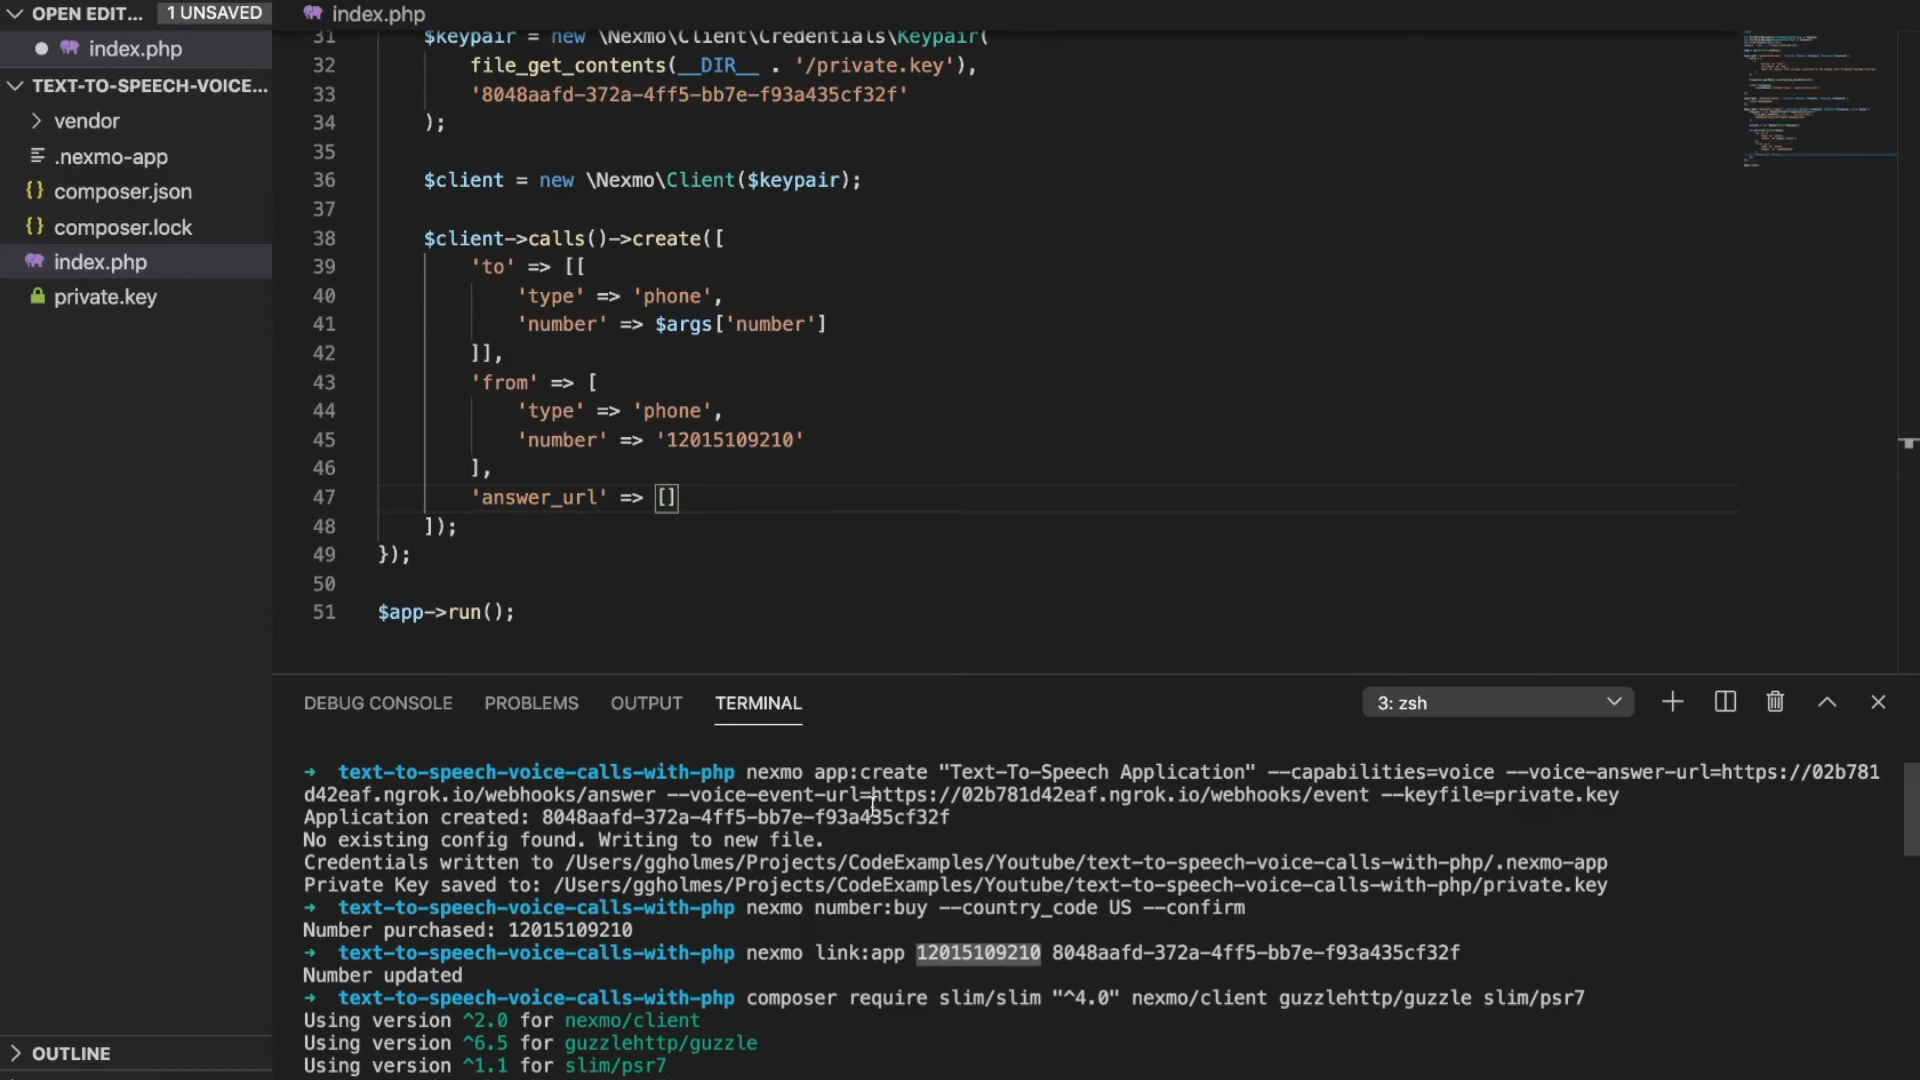 OPEN EDIT...
1 UNSAVED
index.php
TEXT-TO-SPEECH-VOICE...
vendor
.nexmo-app
composer.json
composer.lock
index.php
private.key
OUTLINE
index.php
31 $keypair = new \Nexmo\Client\Credentials\Keypair(
32 file_get_contents(__DIR__ . '/private.key'),
33 '8048aafd-372a-4ff5-bb7e-f93a435cf32f'
34 );
35
36 $client = new \Nexmo\Client($keypair);
37
38 $client->calls()->create([
39 'to' => [[
40 'type' => 'phone',
41 'number' => $args['number']
42 ]],
43 'from' => [
44 'type' => 'phone',
45 'number' => '12015109210'
46 ],
47 'answer_url' => []
48 ]);
49 });
50
51 $app->run();
DEBUG CONSOLE PROBLEMS OUTPUT TERMINAL 3: zsh
→ text-to-speech-voice-calls-with-php nexmo app:create "Text-To-Speech Application" --capabilities=voice --voice-answer-url=https://02b781
d42eaf.ngrok.io/webhooks/answer --voice-event-url=https://02b781d42eaf.ngrok.io/webhooks/event --keyfile=private.key
Application created: 8048aafd-372a-4ff5-bb7e-f93a435cf32f
No existing config found. Writing to new file.
Credentials written to /Users/ggholmes/Projects/CodeExamples/Youtube/text-to-speech-voice-calls-with-php/.nexmo-app
Private Key saved to: /Users/ggholmes/Projects/CodeExamples/Youtube/text-to-speech-voice-calls-with-php/private.key
→ text-to-speech-voice-calls-with-php nexmo number:buy --country_code US --confirm
Number purchased: 12015109210
→ text-to-speech-voice-calls-with-php nexmo link:app 12015109210 8048aafd-372a-4ff5-bb7e-f93a435cf32f
Number updated
→ text-to-speech-voice-calls-with-php composer require slim/slim "^4.0" nexmo/client guzzlehttp/guzzle slim/psr7
Using version ^2.0 for nexmo/client
Using version ^6.5 for guzzlehttp/guzzle
Using version ^1.1 for slim/psr7